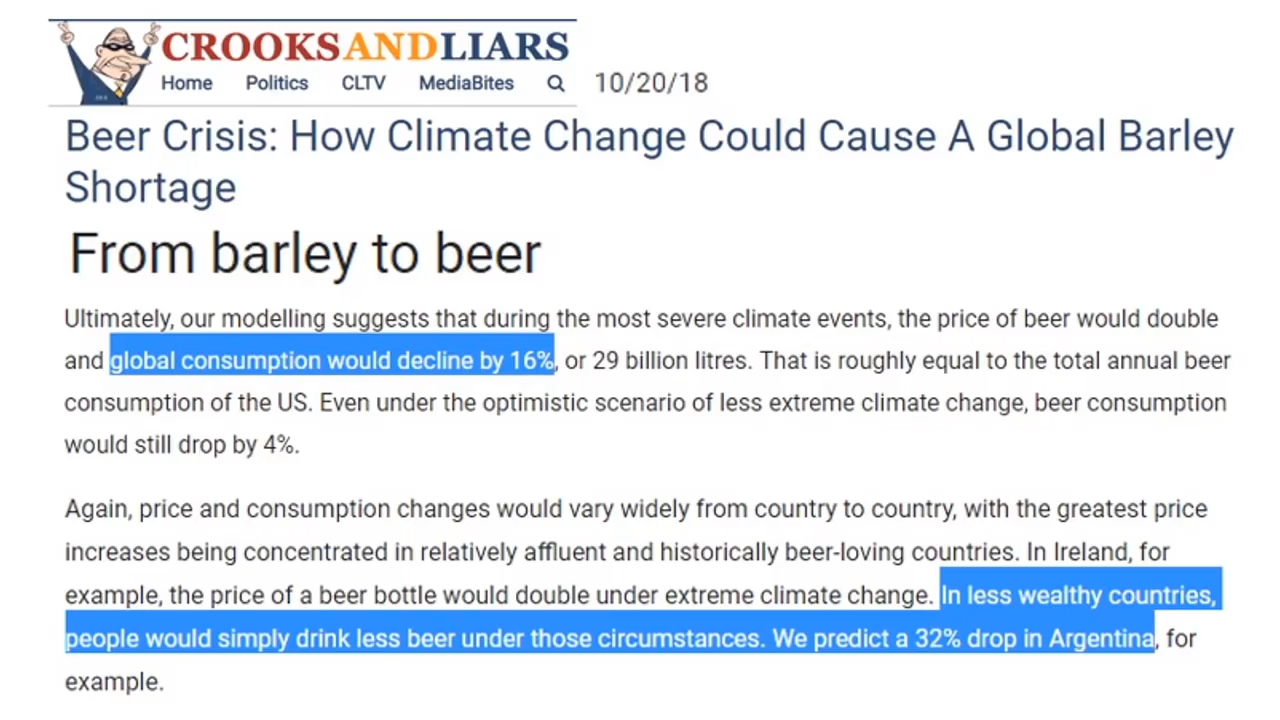 CROOKSANDLIARS
Home Politics CLTV MediaBites 10/20/18
Beer Crisis: How Climate Change Could Cause A Global Barley
Shortage
From barley to beer
Ultimately, our modelling suggests that during the most severe climate events, the price of beer would double
and global consumption would decline by 16%, or 29 billion litres. That is roughly equal to the total annual beer
consumption of the US. Even under the optimistic scenario of less extreme climate change, beer consumption
would still drop by 4%.
Again, price and consumption changes would vary widely from country to country, with the greatest price
increases being concentrated in relatively affluent and historically beer-loving countries. In Ireland, for
example, the price of a beer bottle would double under extreme climate change. In less wealthy countries,
people would simply drink less beer under those circumstances. We predict a 32% drop in Argentina, for
example.